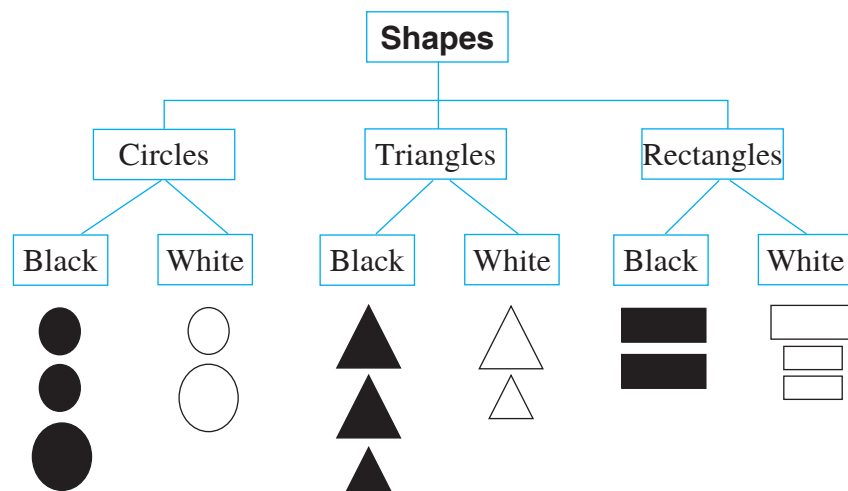 Shapes
Circles
Triangles
Rectangles
Black
White
Black
White
Black
White